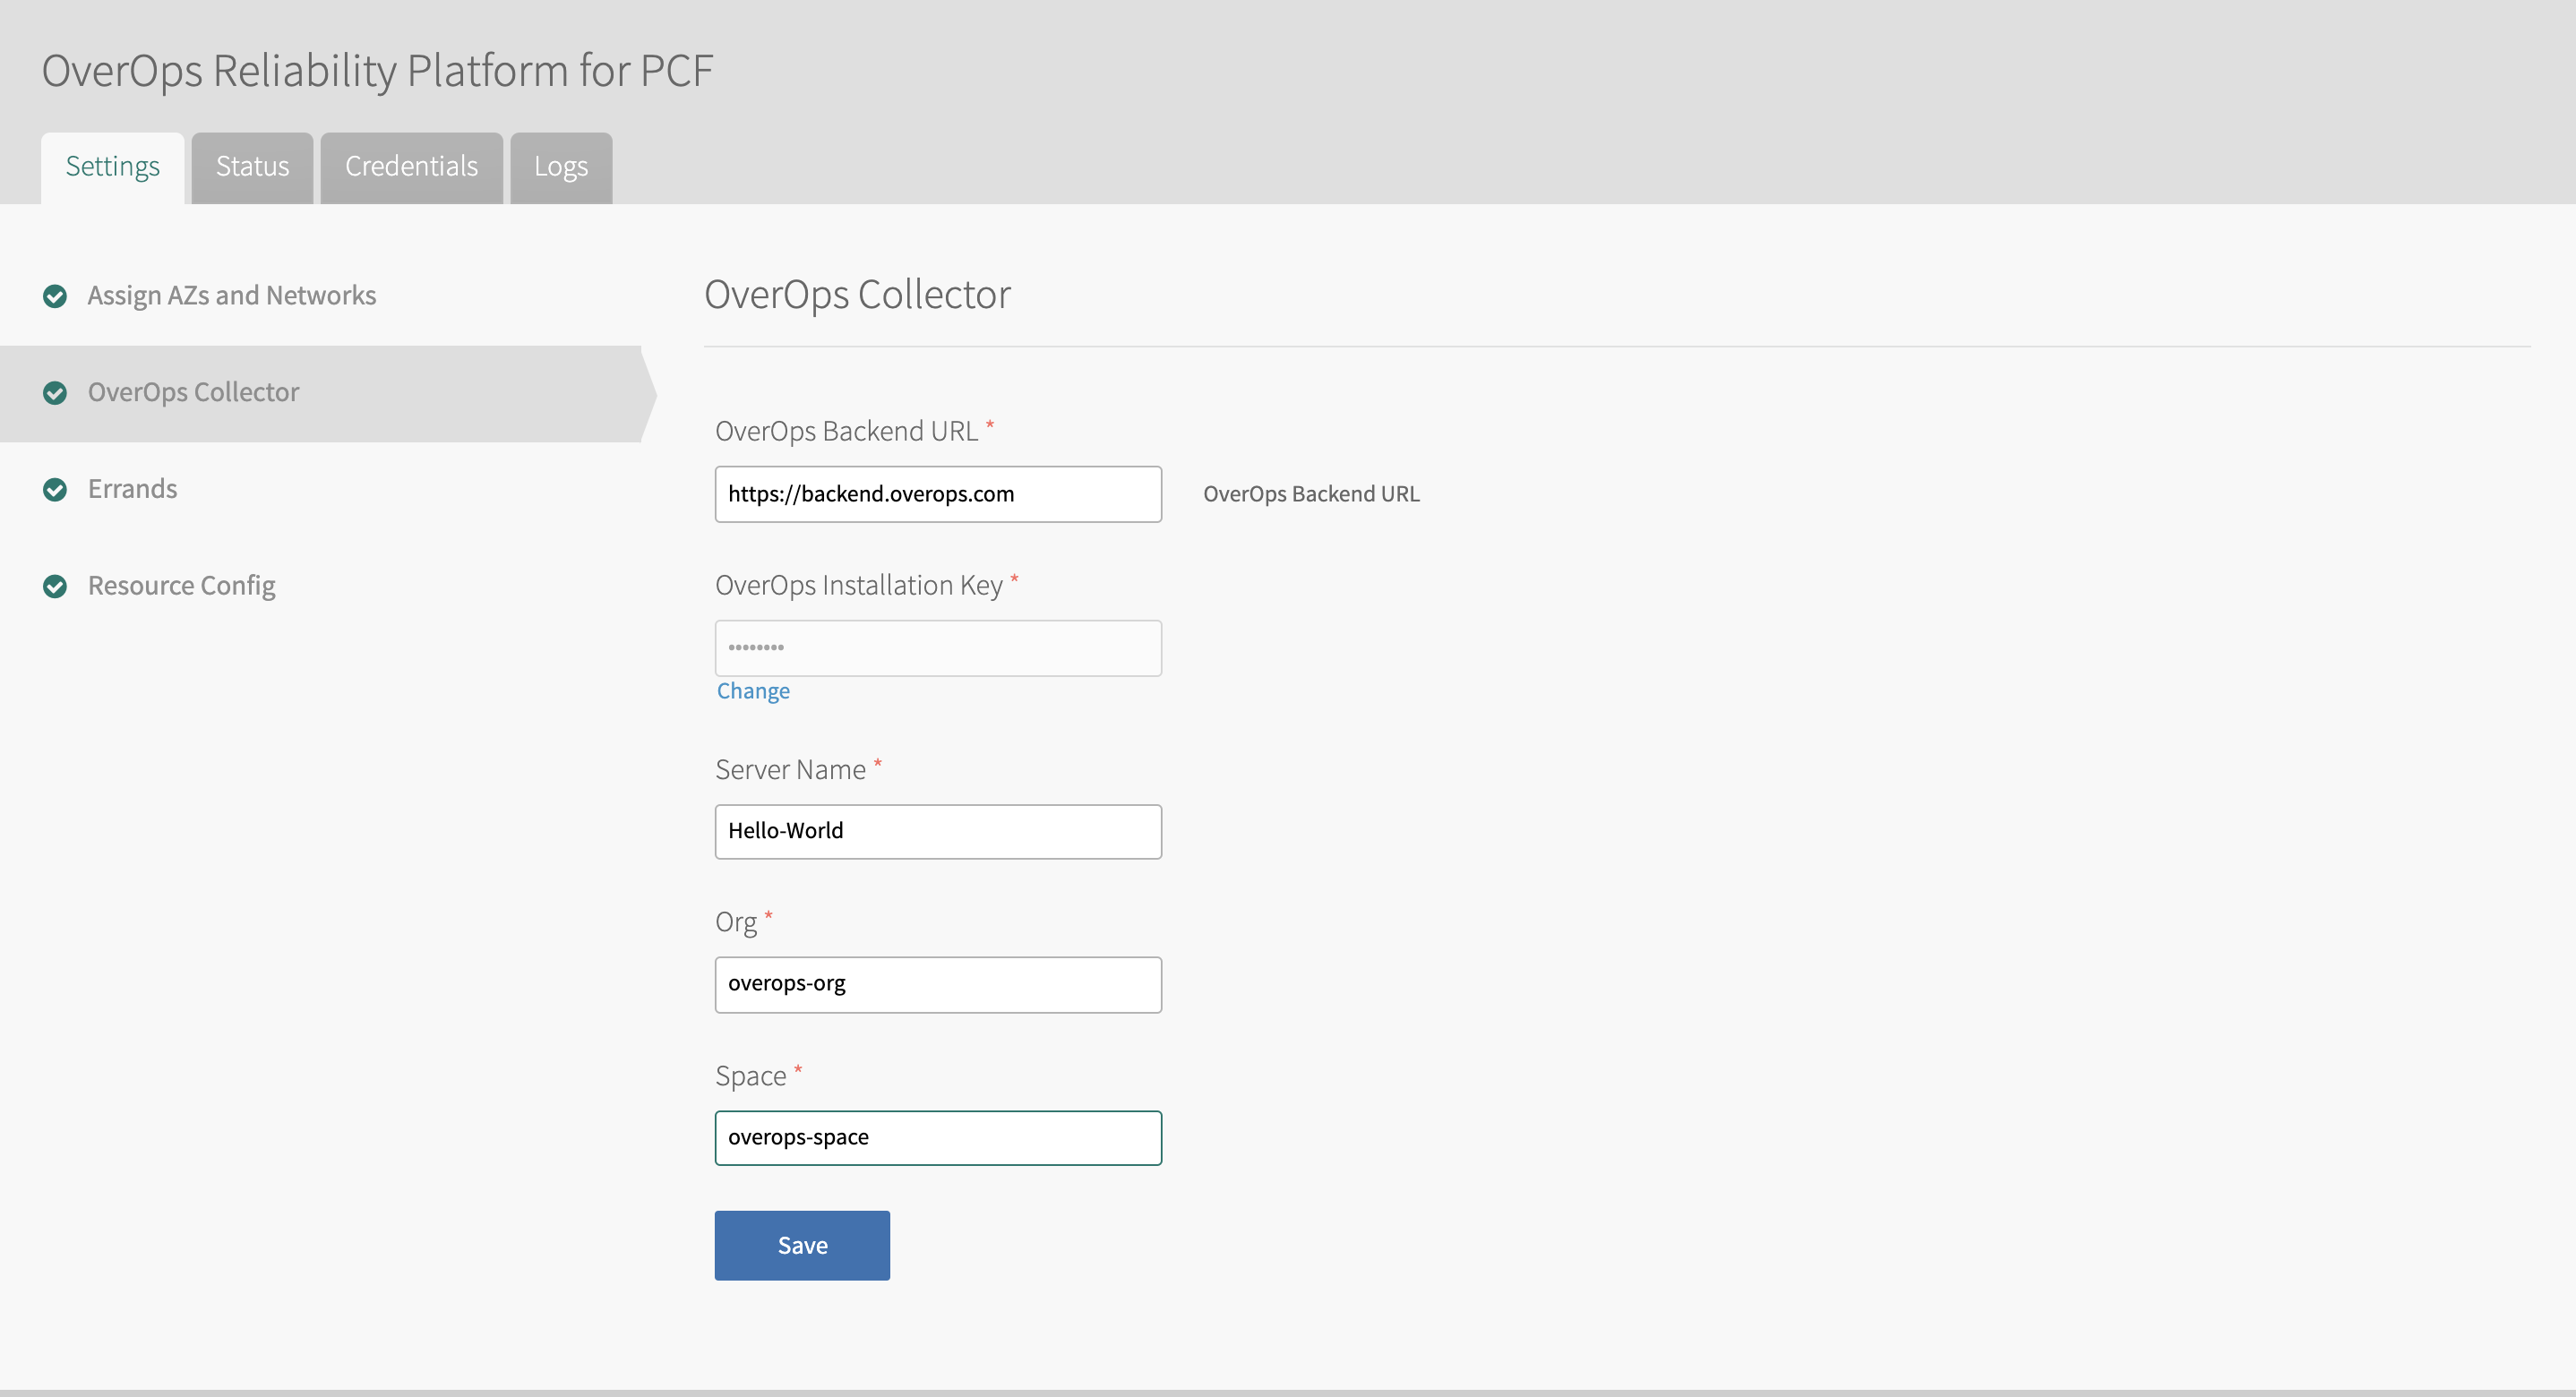 OverOps Reliability Platform for PCF
Settings Status Credentials Logs
Assign AZs and Networks
OverOps Collector
Errands
Resource Config
OverOps Collector
OverOps Backend URL *
https://backend.overops.com OverOps Backend URL
OverOps Installation Key *
••••••••
Change
Server Name *
Hello-World
Org *
overops-org
Space *
overops-space
Save